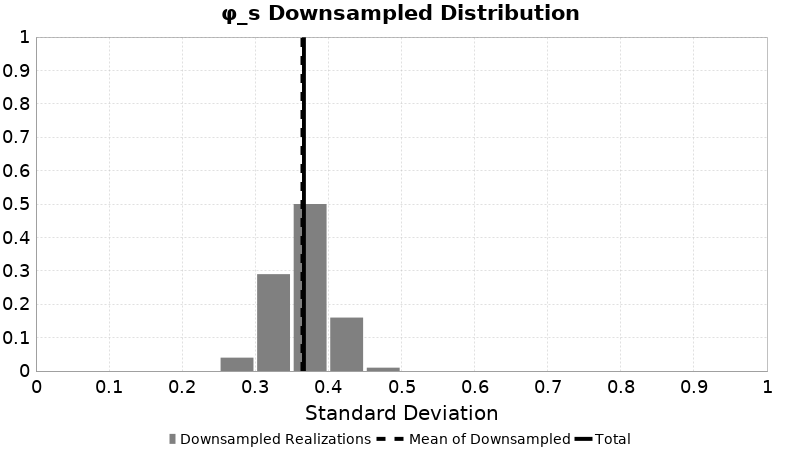 φ_s Downsampled Distribution
1
0.9
0.8
0.7
0.6
0.5
0.4
0.3
0.2
0.1
0
0 0.1 0.2 0.3 0.4 0.5 0.6 0.7 0.8 0.9 1
Standard Deviation
Downsampled Realizations Mean of Downsampled Total